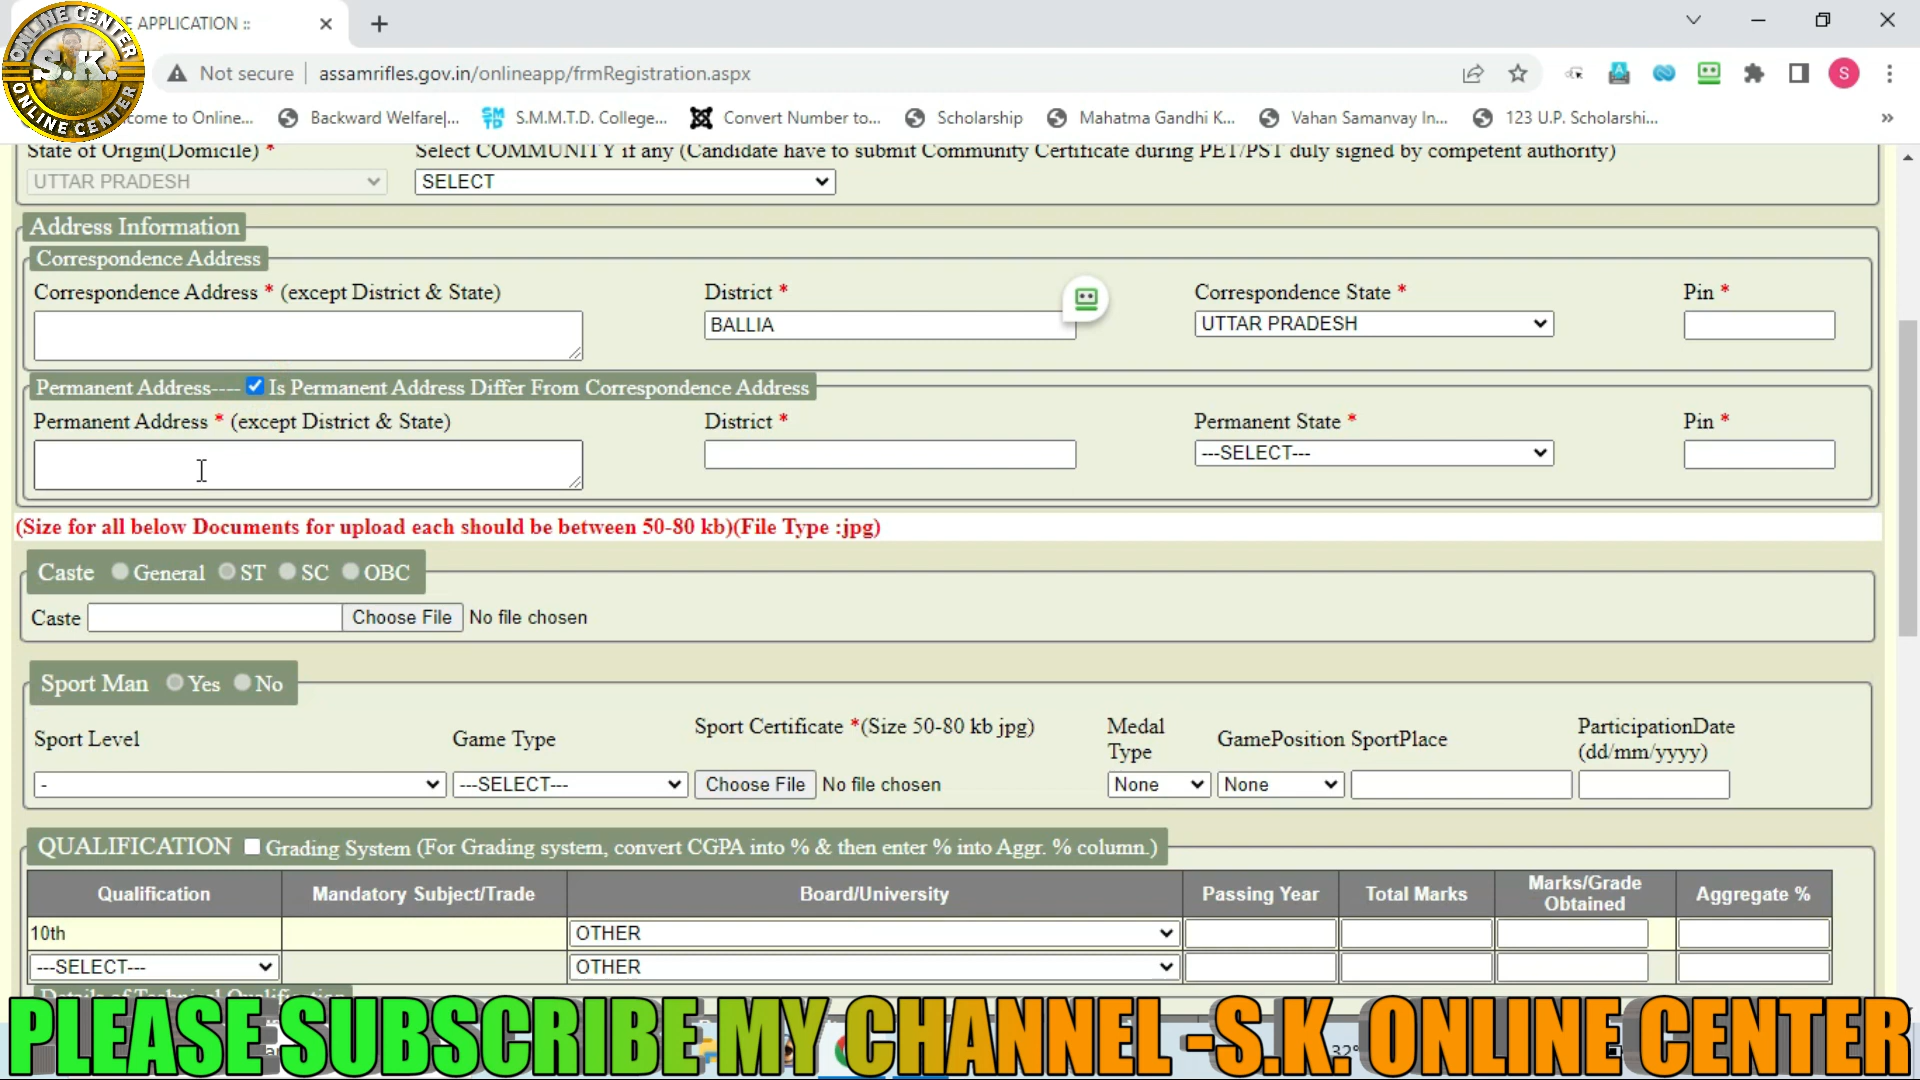 ONLINE CENTER
S.K.
ONLINE CENTER
E APPLICATION ::
Not secure
assamrifles.gov.in/onlineapp/frmRegistration.aspx
S
come to Online...
Backward Welfare|...
S.M.M.T.D. College...
Convert Number to...
Scholarship
Mahatma Gandhi K...
Vahan Samanvay In...
123 U.P. Scholarshi...
»
State of Origin(Domicile) *
Select COMMUNITY if any (Candidate have to submit Community Certificate during PET/PST duly signed by competent authority)
UTTAR PRADESH
SELECT
Address Information
Correspondence Address
Correspondence Address * (except District & State)
District *
Correspondence State *
Pin *
BALLIA
UTTAR PRADESH
Permanent Address---- Is Permanent Address Differ From Correspondence Address
Permanent Address * (except District & State)
District *
Permanent State *
Pin *
---SELECT---
(Size for all below Documents for upload each should be between 50-80 kb)(File Type :jpg)
Caste General ST SC OBC
Caste
Choose File No file chosen
Sport Man Yes No
Sport Level
Game Type
Sport Certificate *(Size 50-80 kb jpg)
Medal Type
GamePosition SportPlace
ParticipationDate (dd/mm/yyyy)
-
---SELECT---
Choose File No file chosen
None
None
QUALIFICATION Grading System (For Grading system, convert CGPA into % & then enter % into Aggr. % column.)
Qualification
Mandatory Subject/Trade
Board/University
Passing Year
Total Marks
Marks/Grade Obtained
Aggregate %
10th
OTHER
---SELECT---
OTHER
Details of Technical Qualification
PLEASE SUBSCRIBE MY CHANNEL -S.K. ONLINE CENTER
32°